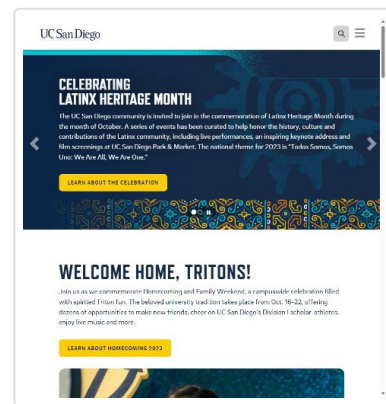 UC San Diego
CELEBRATING
LATINX HERITAGE MONTH
The UC San Diego community is invited to join in the commemoration of Latinx Heritage Month during
the month of October. A series of events has been curated to help honor the history, culture and
contributions of the Latinx community, including live performances, an inspiring keynote address and
film screenings at UC San Diego Park & Market. The national theme for 2023 is "Todos Somos, Somos
Uno: We Are All, We Are One."
LEARN ABOUT THE CELEBRATION
WELCOME HOME, TRITONS!
Join us as we commemorate Homecoming and Family Weekend, a campuswide celebration filled
with spirited Triton fun. The beloved university tradition takes place from Oct. 16-22, offering
dozens of opportunities to make new friends, cheer on UC San Diego's Division I scholar-athletes,
enjoy live music and more.
LEARN ABOUT HOMECOMING 2023